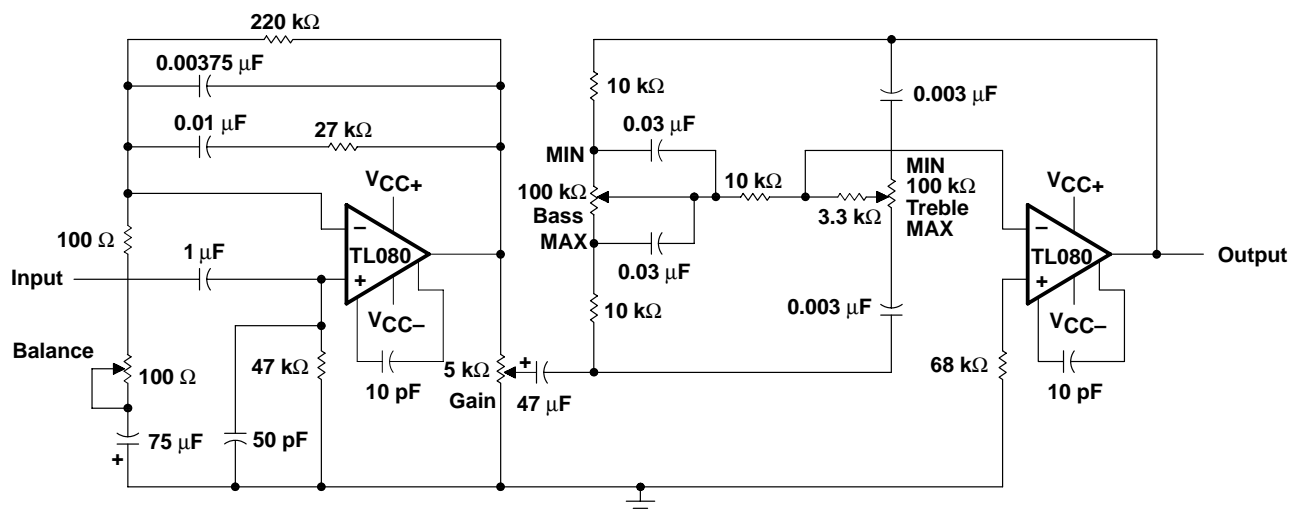 220 kΩ
0.00375 µF
0.01 µF
27 kΩ
VCC+
100 Ω
1 µF
Input
−
TL080
+
VCC−
Balance
100 Ω
47 kΩ
10 pF
75 µF
+
50 pF
5 kΩ
Gain
+
47 µF
10 kΩ
0.03 µF
MIN
100 kΩ
Bass
MAX
0.03 µF
10 kΩ
10 kΩ
3.3 kΩ
0.003 µF
MIN
100 kΩ
Treble
MAX
0.003 µF
VCC+
−
TL080
+
VCC−
Output
68 kΩ
10 pF